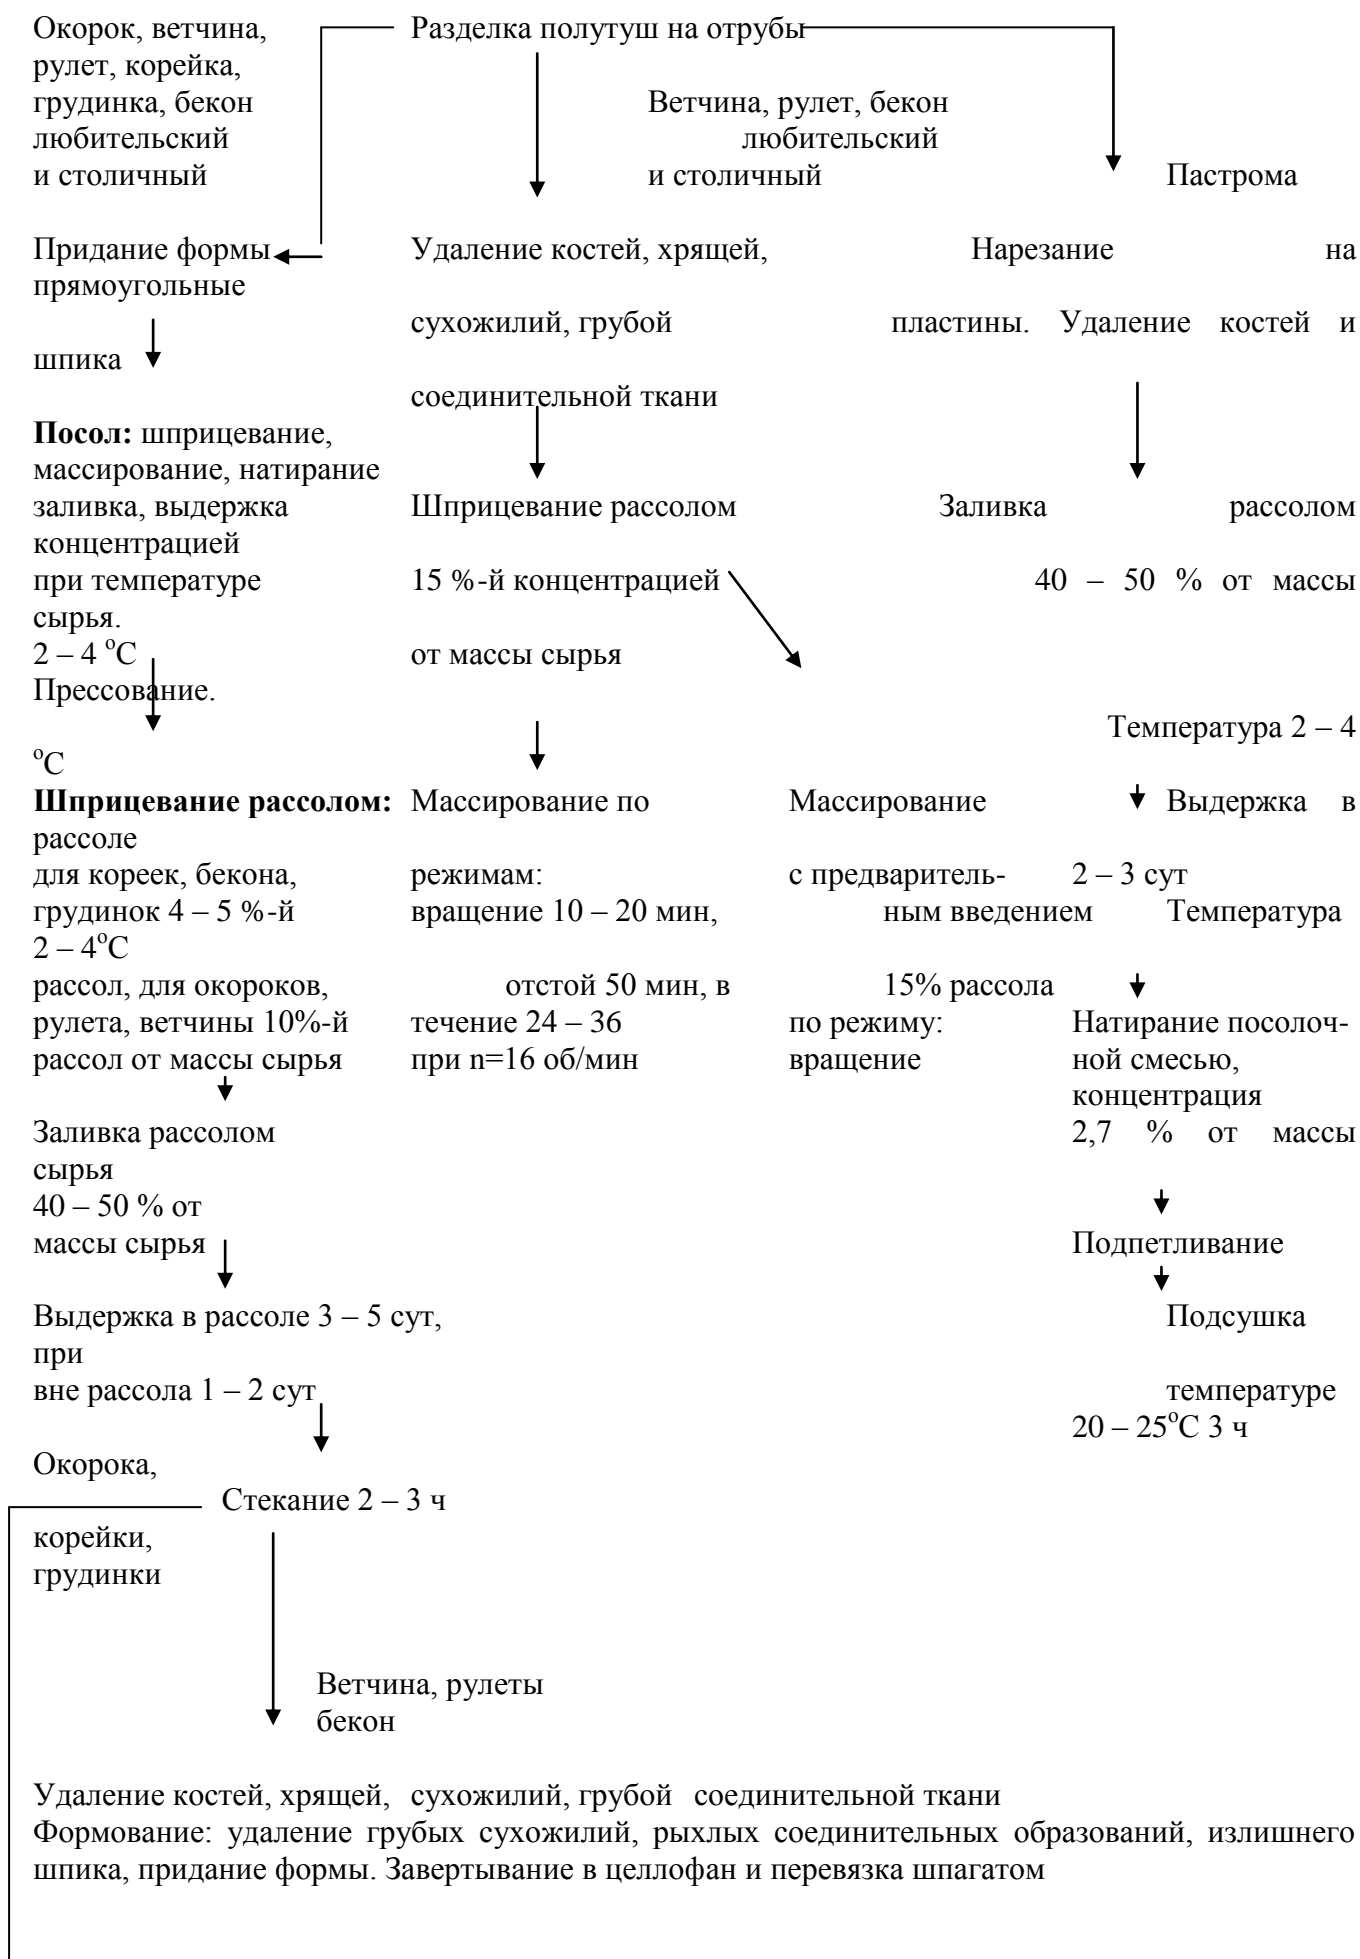 Окорок, ветчина, Разделка полутуш на отрубы
рулет, корейка,
грудинка, бекон Ветчина, рулет, бекон
любительский любительский
и столичный и столичный Пастрома
Придание формы Удаление костей, хрящей, Нарезание на
прямоугольные
сухожилий, грубой пластины. Удаление костей и
шпика
соединительной ткани
Посол: шприцевание,
массирование, натирание
заливка, выдержка Шприцевание рассолом Заливка рассолом
концентрацией
при температуре 15 %-й концентрацией 40 – 50 % от массы
сырья.
2 – 4 °С от массы сырья
Прессование.
Температура 2 – 4
°С
Шприцевание рассолом: Массирование по Массирование Выдержка в
рассоле
для кореек, бекона, режимам: с предваритель- 2 – 3 сут
грудинок 4 – 5 %-й вращение 10 – 20 мин, ным введением Температура
2 – 4°С
рассол, для окороков, отстой 50 мин, в 15% рассола
рулета, ветчины 10%-й течение 24 – 36 по режиму: Натирание посолоч-
рассол от массы сырья при n=16 об/мин вращение ной смесью,
концентрация
Заливка рассолом 2,7 % от массы
сырья
40 – 50 % от
массы сырья Подпетливание
Выдержка в рассоле 3 – 5 сут, Подсушка
при
вне рассола 1 – 2 сут температуре
20 – 25°С 3 ч
Окорока,
Стекание 2 – 3 ч
корейки,
грудинки
Ветчина, рулеты
бекон
Удаление костей, хрящей, сухожилий, грубой соединительной ткани
Формование: удаление грубых сухожилий, рыхлых соединительных образований, излишнего
шпика, придание формы. Завертывание в целлофан и перевязка шпагатом